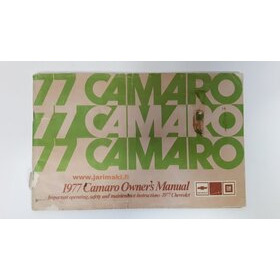 77 CAMARO
77 CAMARO
77 CAMARO
www.jarimaki.fi
1977 Camaro Owner's Manual
Important operating, safety and maintenance instructions 1977 Chevrolet
GM